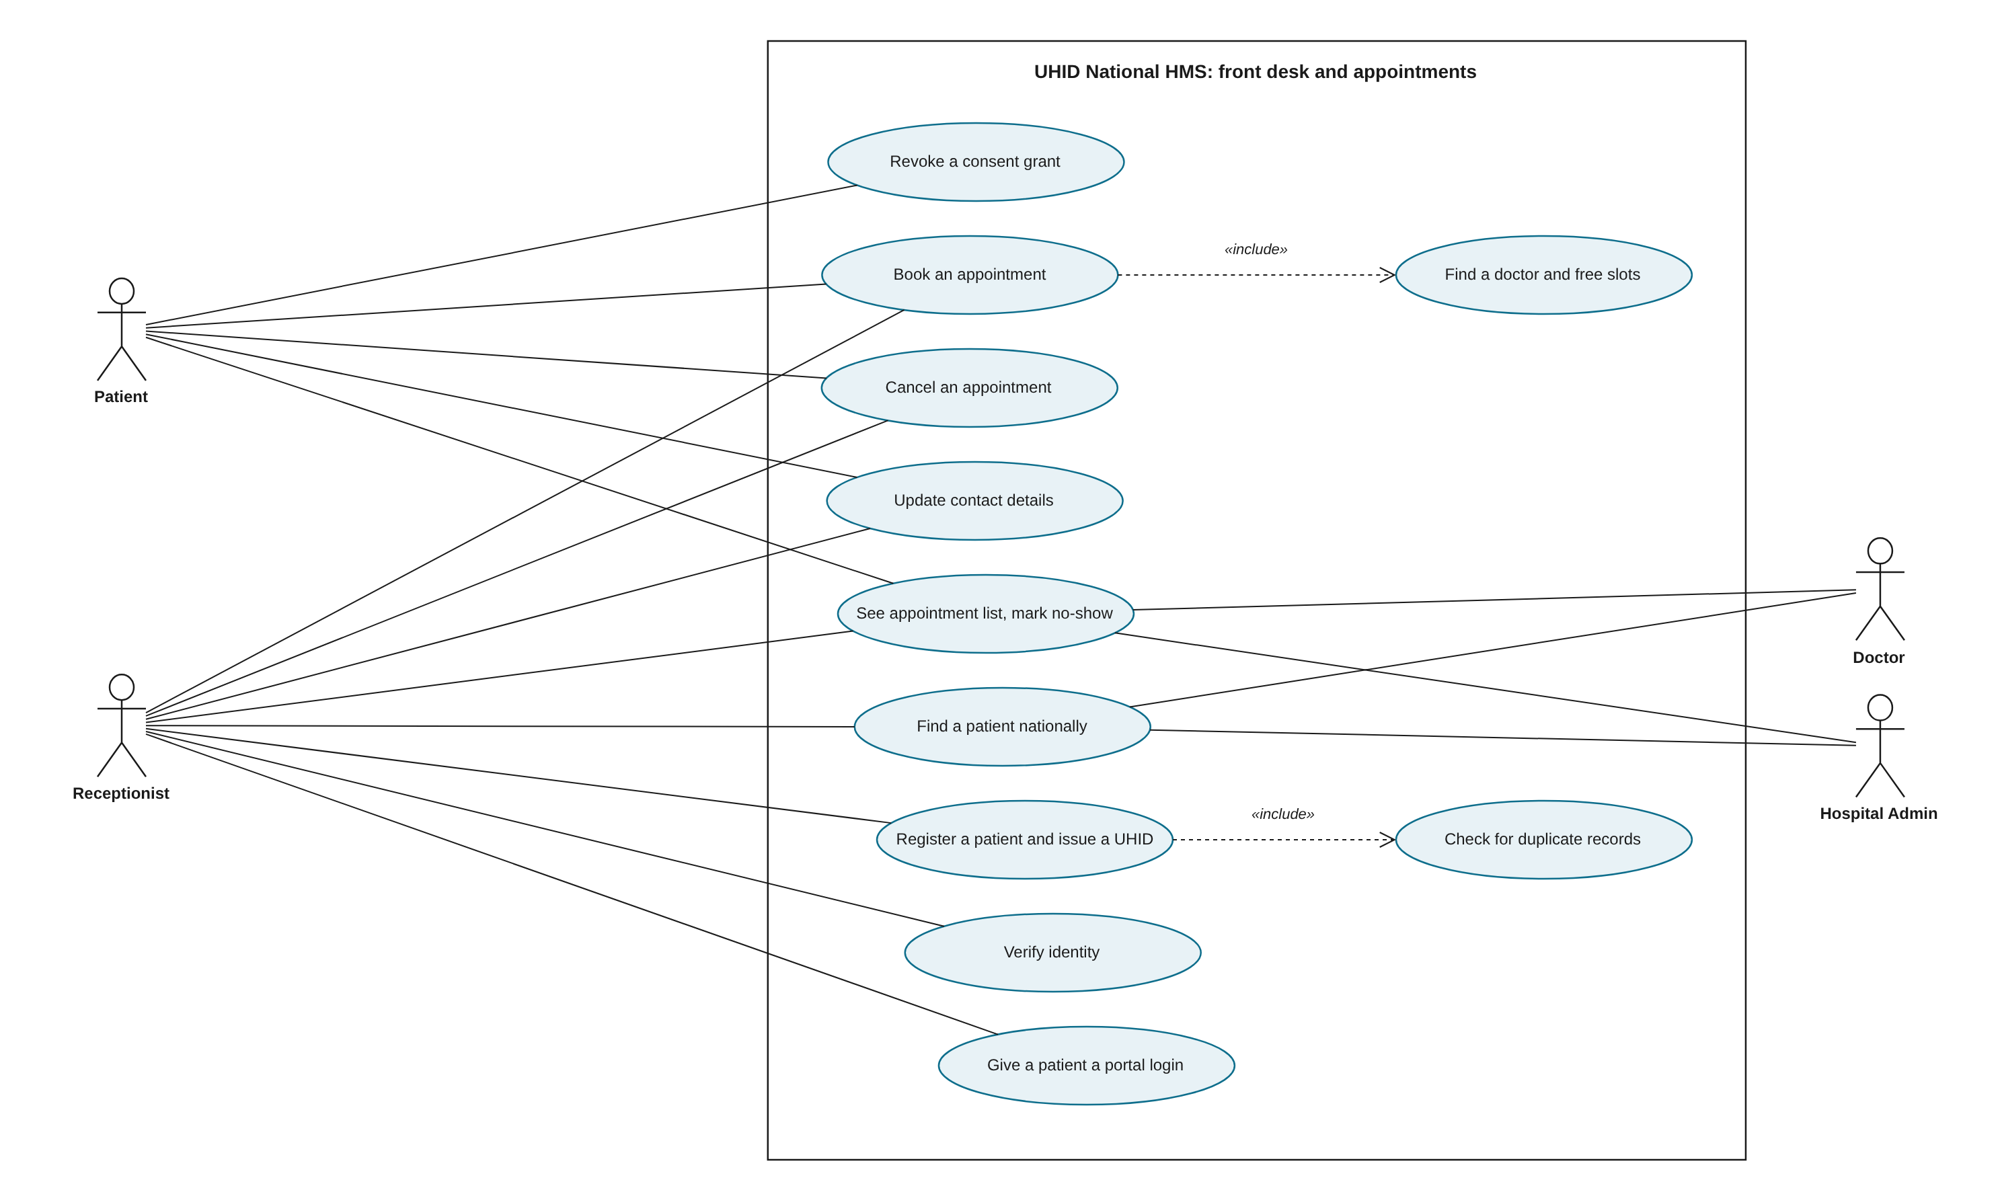 UHID National HMS: front desk and appointments
Revoke a consent grant
Book an appointment
«include»
Find a doctor and free slots
Patient
Cancel an appointment
Update contact details
See appointment list, mark no-show
Doctor
Receptionist
Find a patient nationally
Hospital Admin
Register a patient and issue a UHID
«include»
Check for duplicate records
Verify identity
Give a patient a portal login